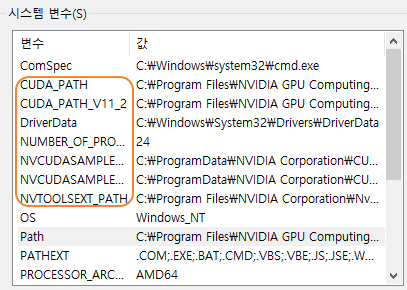 시스템 변수(S)
변수 값
ComSpec C:₩Windows₩system32₩cmd.exe
CUDA_PATH C:₩Program Files₩NVIDIA GPU Computing...
CUDA_PATH_V11_2 C:₩Program Files₩NVIDIA GPU Computing...
DriverData C:₩Windows₩System32₩Drivers₩DriverData
NUMBER_OF_PRO... 24
NVCUDASAMPLE... C:₩ProgramData₩NVIDIA Corporation₩CU...
NVCUDASAMPLE... C:₩ProgramData₩NVIDIA Corporation₩CU...
NVTOOLSEXT_PATH C:₩Program Files₩NVIDIA Corporation₩Nv...
OS Windows_NT
Path C:₩Program Files₩NVIDIA GPU Computing...
PATHEXT .COM;.EXE;.BAT;.CMD;.VBS;.VBE;.JS;.JSE;.W...
PROCESSOR_ARC... AMD64